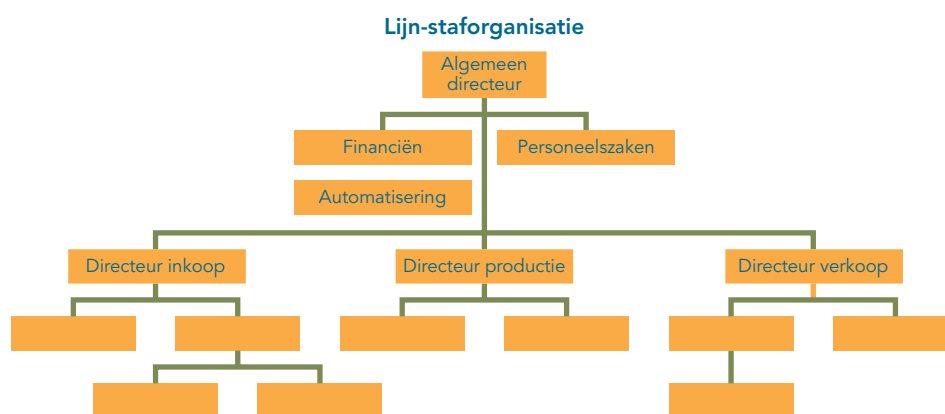 Lijn-staforganisatie
Algemeen
directeur
Financiën
Personeelszaken
Automatisering
Directeur inkoop
Directeur productie
Directeur verkoop